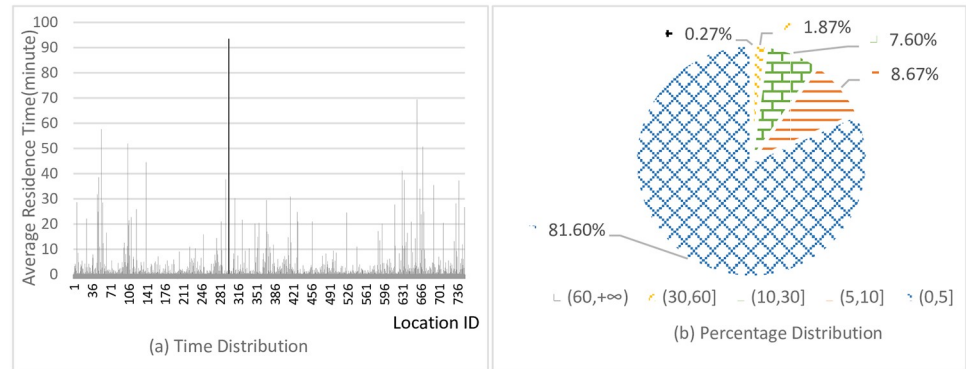 100
90
80
70
60
50
40
30
20
10
0
Average Residence Time(minute)
1 36 71 106 141 176 211 246 281 316 351 386 421 456 491 526 561 596 631 666 701 736
Location ID
(a) Time Distribution
0.27%
1.87%
7.60%
8.67%
81.60%
(60,+∞) (30,60] (10,30] (5,10] (0,5]
(b) Percentage Distribution